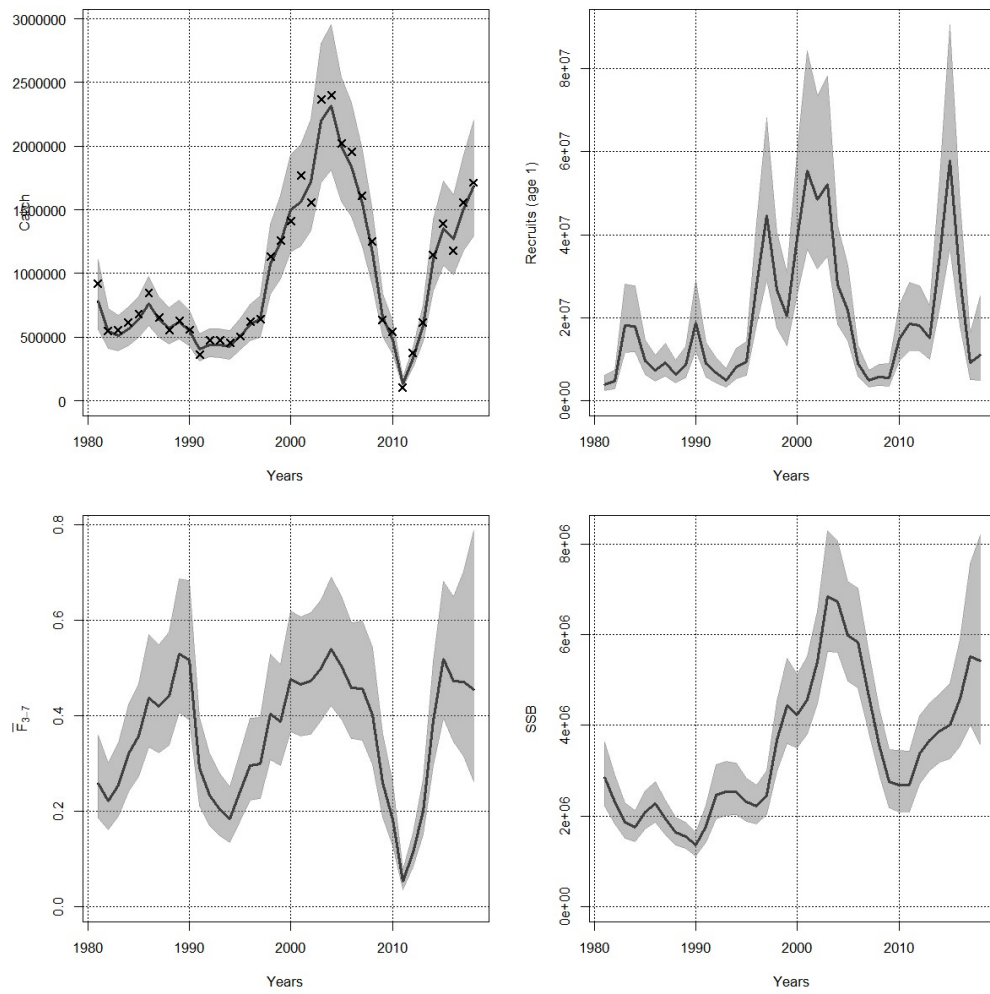 3000000
2500000
2000000
1500000
1000000
500000
0
Catch
1980 1990 2000 2010
Years
8e+07
6e+07
4e+07
2e+07
0e+00
Recruits (age 1)
1980 1990 2000 2010
Years
0.8
0.6
0.4
0.2
0.0
F̅3−7
1980 1990 2000 2010
Years
8e+06
6e+06
4e+06
2e+06
0e+00
SSB
1980 1990 2000 2010
Years